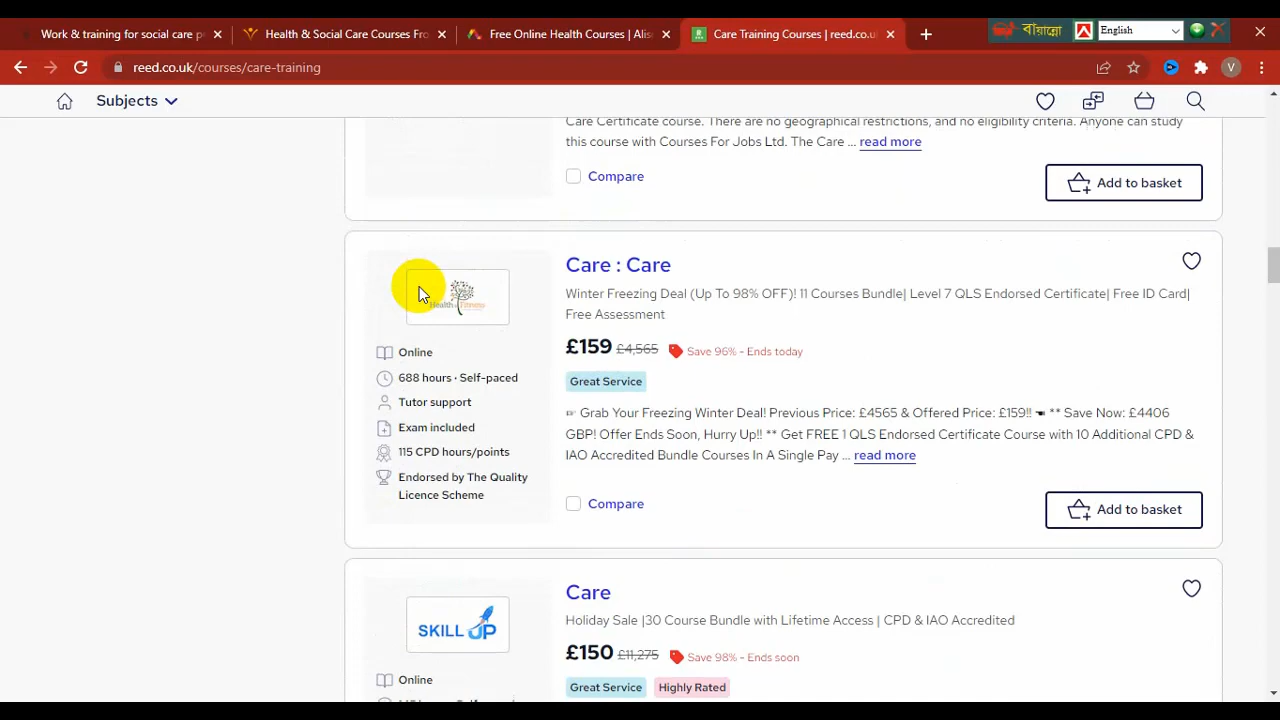 Work & training for social care p
Health & Social Care Courses Fro
Free Online Health Courses | Alis
Care Training Courses | reed.co.u
বায়ান্নো
English
reed.co.uk/courses/care-training
V
Subjects
Care Certificate course. There are no geographical restrictions, and no eligibility criteria. Anyone can study
this course with Courses For Jobs Ltd. The Care ... read more
Compare
Add to basket
Health & Fitness
Care : Care
Winter Freezing Deal (Up To 98% OFF)! 11 Courses Bundle| Level 7 QLS Endorsed Certificate| Free ID Card|
Free Assessment
£159 £4,565 Save 96% - Ends today
Great Service
Online
688 hours · Self-paced
Tutor support
Exam included
115 CPD hours/points
Endorsed by The Quality
Licence Scheme
☞ Grab Your Freezing Winter Deal! Previous Price: £4565 & Offered Price: £159!! ☚ ** Save Now: £4406
GBP! Offer Ends Soon, Hurry Up!! ** Get FREE 1 QLS Endorsed Certificate Course with 10 Additional CPD &
IAO Accredited Bundle Courses In A Single Pay ... read more
Compare
Add to basket
SKILL UP
Care
Holiday Sale |30 Course Bundle with Lifetime Access | CPD & IAO Accredited
£150 £11,275 Save 98% - Ends soon
Great Service
Highly Rated
Online